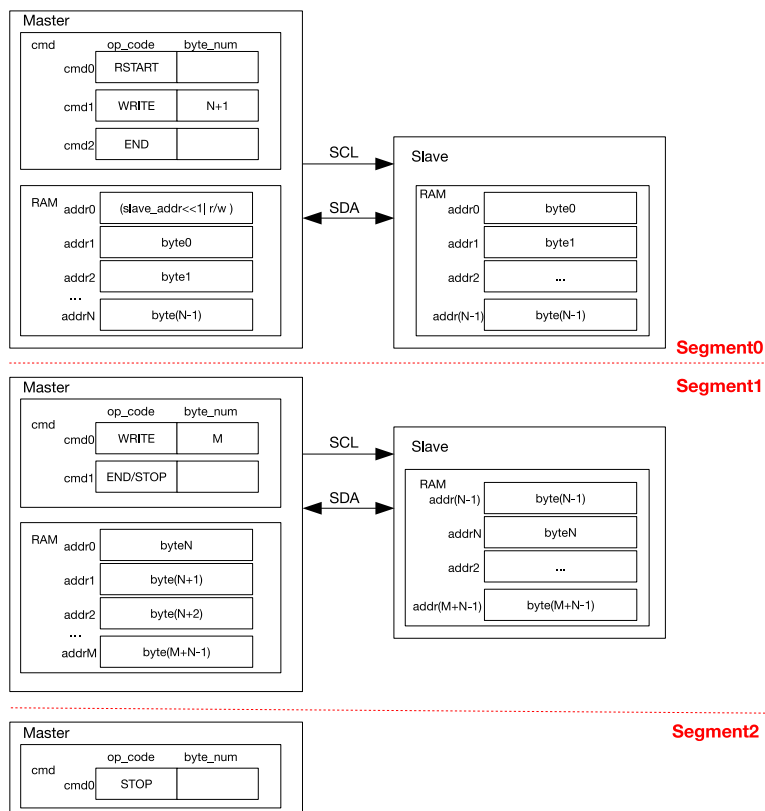 Master
cmd op_code byte_num
cmd0 RSTART
cmd1 WRITE N+1
cmd2 END
RAM
addr0 (slave_addr<<1| r/w )
addr1 byte0
addr2 byte1
...
addrN byte(N-1)
SCL
SDA
Slave
RAM
addr0 byte0
addr1 byte1
addr2 ...
addr(N-1) byte(N-1)
Segment0
Segment1
Master
op_code byte_num
cmd
cmd0 WRITE M
cmd1 END/STOP
RAM
addr0 byteN
addr1 byte(N+1)
addr2 byte(N+2)
...
addrM byte(M+N-1)
SCL
SDA
Slave
RAM
addr(N-1) byte(N-1)
addrN byteN
addr2 ...
addr(M+N-1) byte(M+N-1)
Segment2
Master
op_code byte_num
cmd
cmd0 STOP